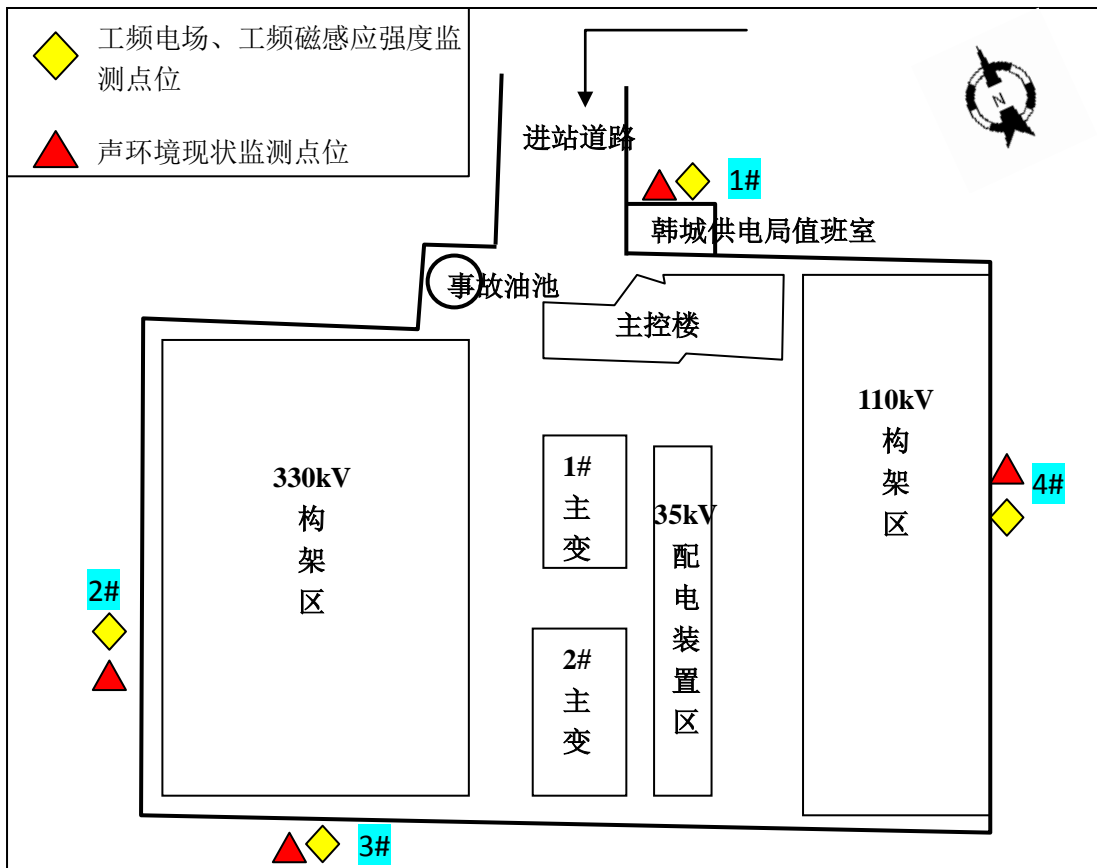 工频电场、工频磁感应强度监
测点位
声环境现状监测点位
N
进站道路
1#
韩城供电局值班室
事故油池
主控楼
110kV
构
架
区
330kV
构
架
区
1#
主
变
35kV
配
电
装
置
区
4#
2#
2#
主
变
3#